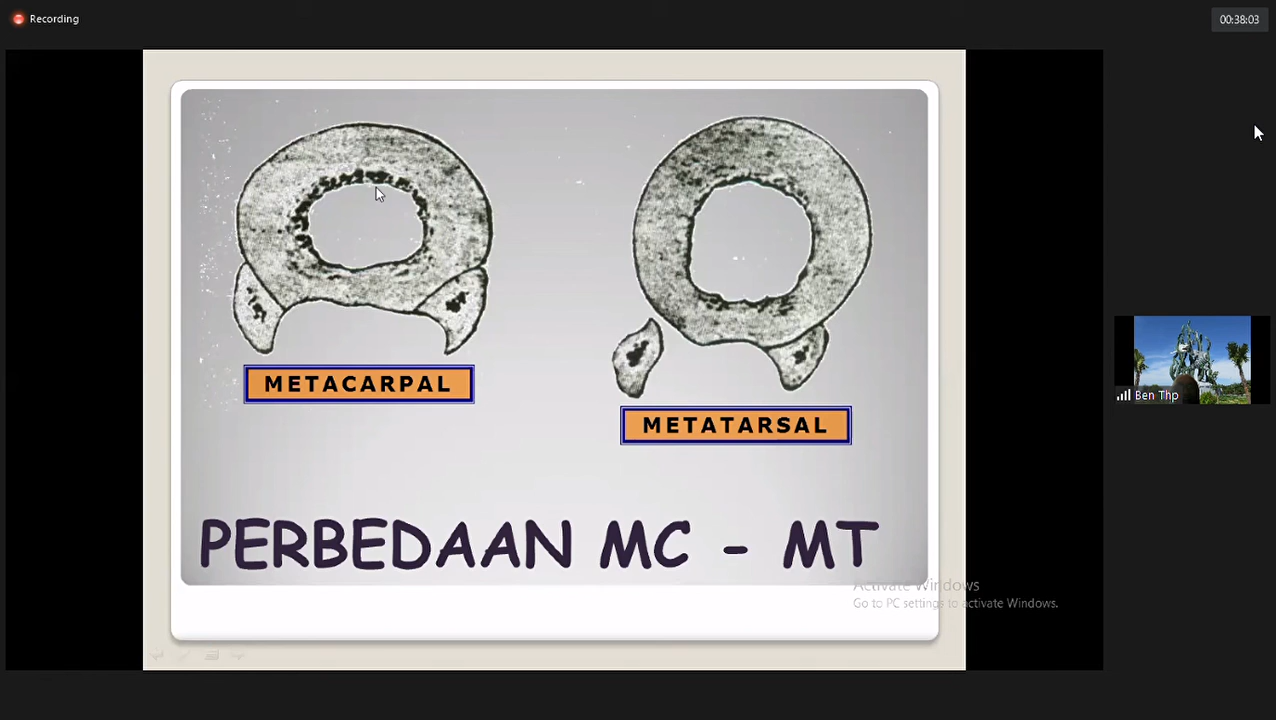 Recording
00:38:03
METACARPAL
METATARSAL
PERBEDAAN MC - MT
Activate Windows
Go to PC settings to activate Windows.
Ben Thp